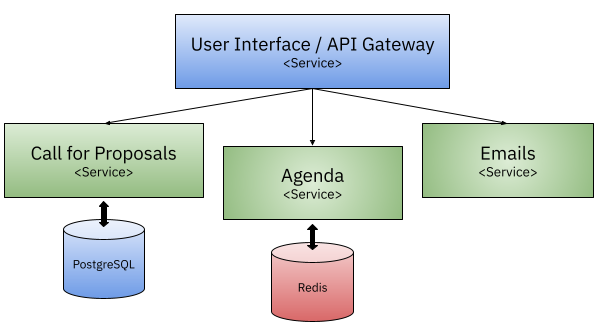 User Interface / API Gateway
<Service>
Call for Proposals
<Service>
Agenda
<Service>
Emails
<Service>
PostgreSQL
Redis